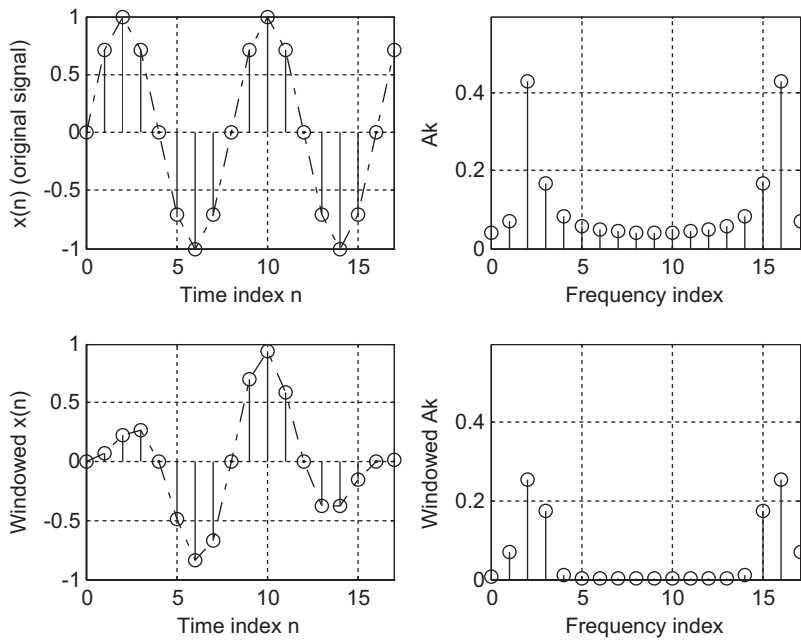 x(n) (original signal)
1
0.5
0
-0.5
-1
0 5 10 15
Time index n
Ak
0.4
0.2
0
0 5 10 15
Frequency index
Windowed x(n)
1
0.5
0
-0.5
-1
0 5 10 15
Time index n
Windowed Ak
0.4
0.2
0
0 5 10 15
Frequency index